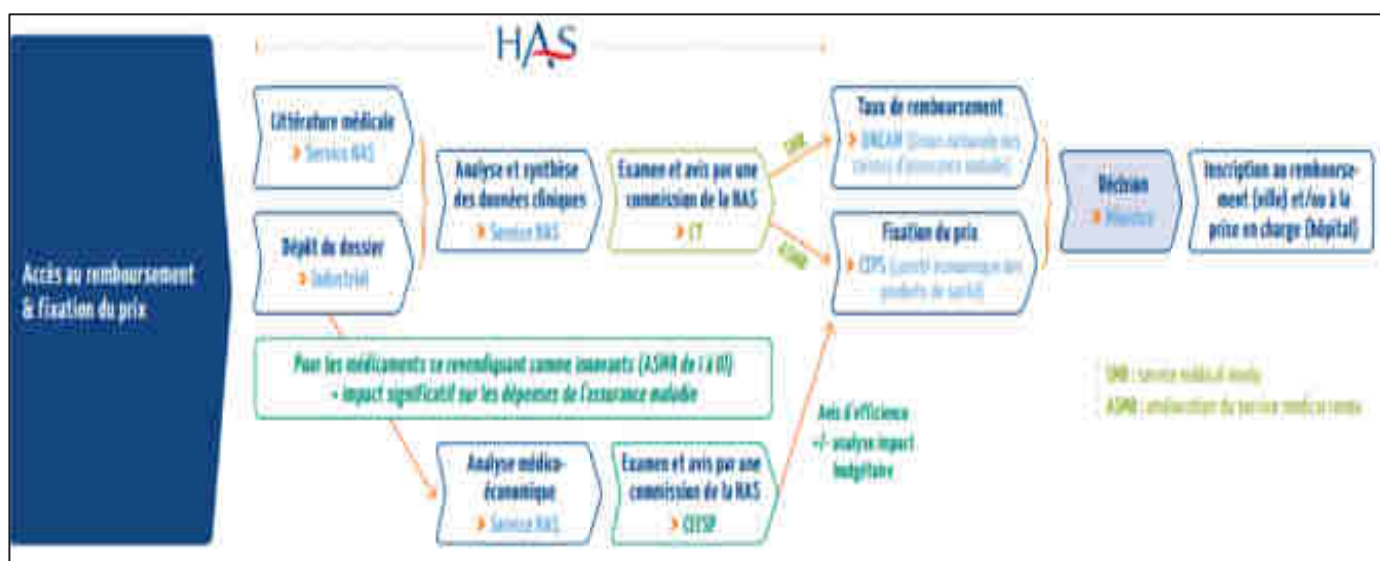 HAS
Accès au remboursement
& fixation du prix
Littérature médicale
Service HAS
Dépôt du dossier
Industriel
Analyse et synthèse
des données cliniques
Service HAS
Examen et avis par une
commission de la HAS
CT
SMR
ASMR
Taux de remboursement
UNCAM (Union nationale des
caisses d'assurance maladie)
Fixation du prix
CEPS (comité économique des
produits de santé)
Décision
Ministre
Inscription au rembourse-
ment (ville) et/ou à la
prise en charge (hôpital)
Pour les médicaments se revendiquant comme innovants (ASMR de I à III)
+ impact significatif sur les dépenses de l'assurance maladie
Analyse médico-
économique
Service HAS
Examen et avis par une
commission de la HAS
CEESP
Avis d'efficience
+/- analyse impact
budgétaire
SMR : service médical rendu
ASMR : amélioration du service médical rendu